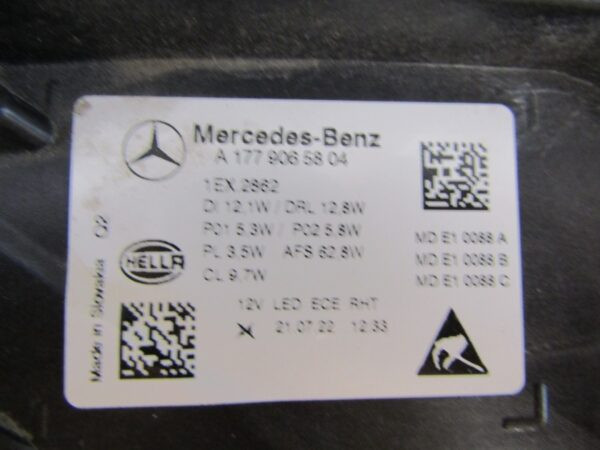 Mercedes-Benz
A 177 906 58 04
1EX 2862
DI 12,1W / DRL 12,8W
P01 5.3W / P02 5.8W
PL 3.5W AFS 62.8W
CL 9.7W
12V LED ECE RHT
21 07 22 12:33
MD E1 0088 A
MD E1 0088 B
MD E1 0088 C
HELLA
Made in Slovakia Q2